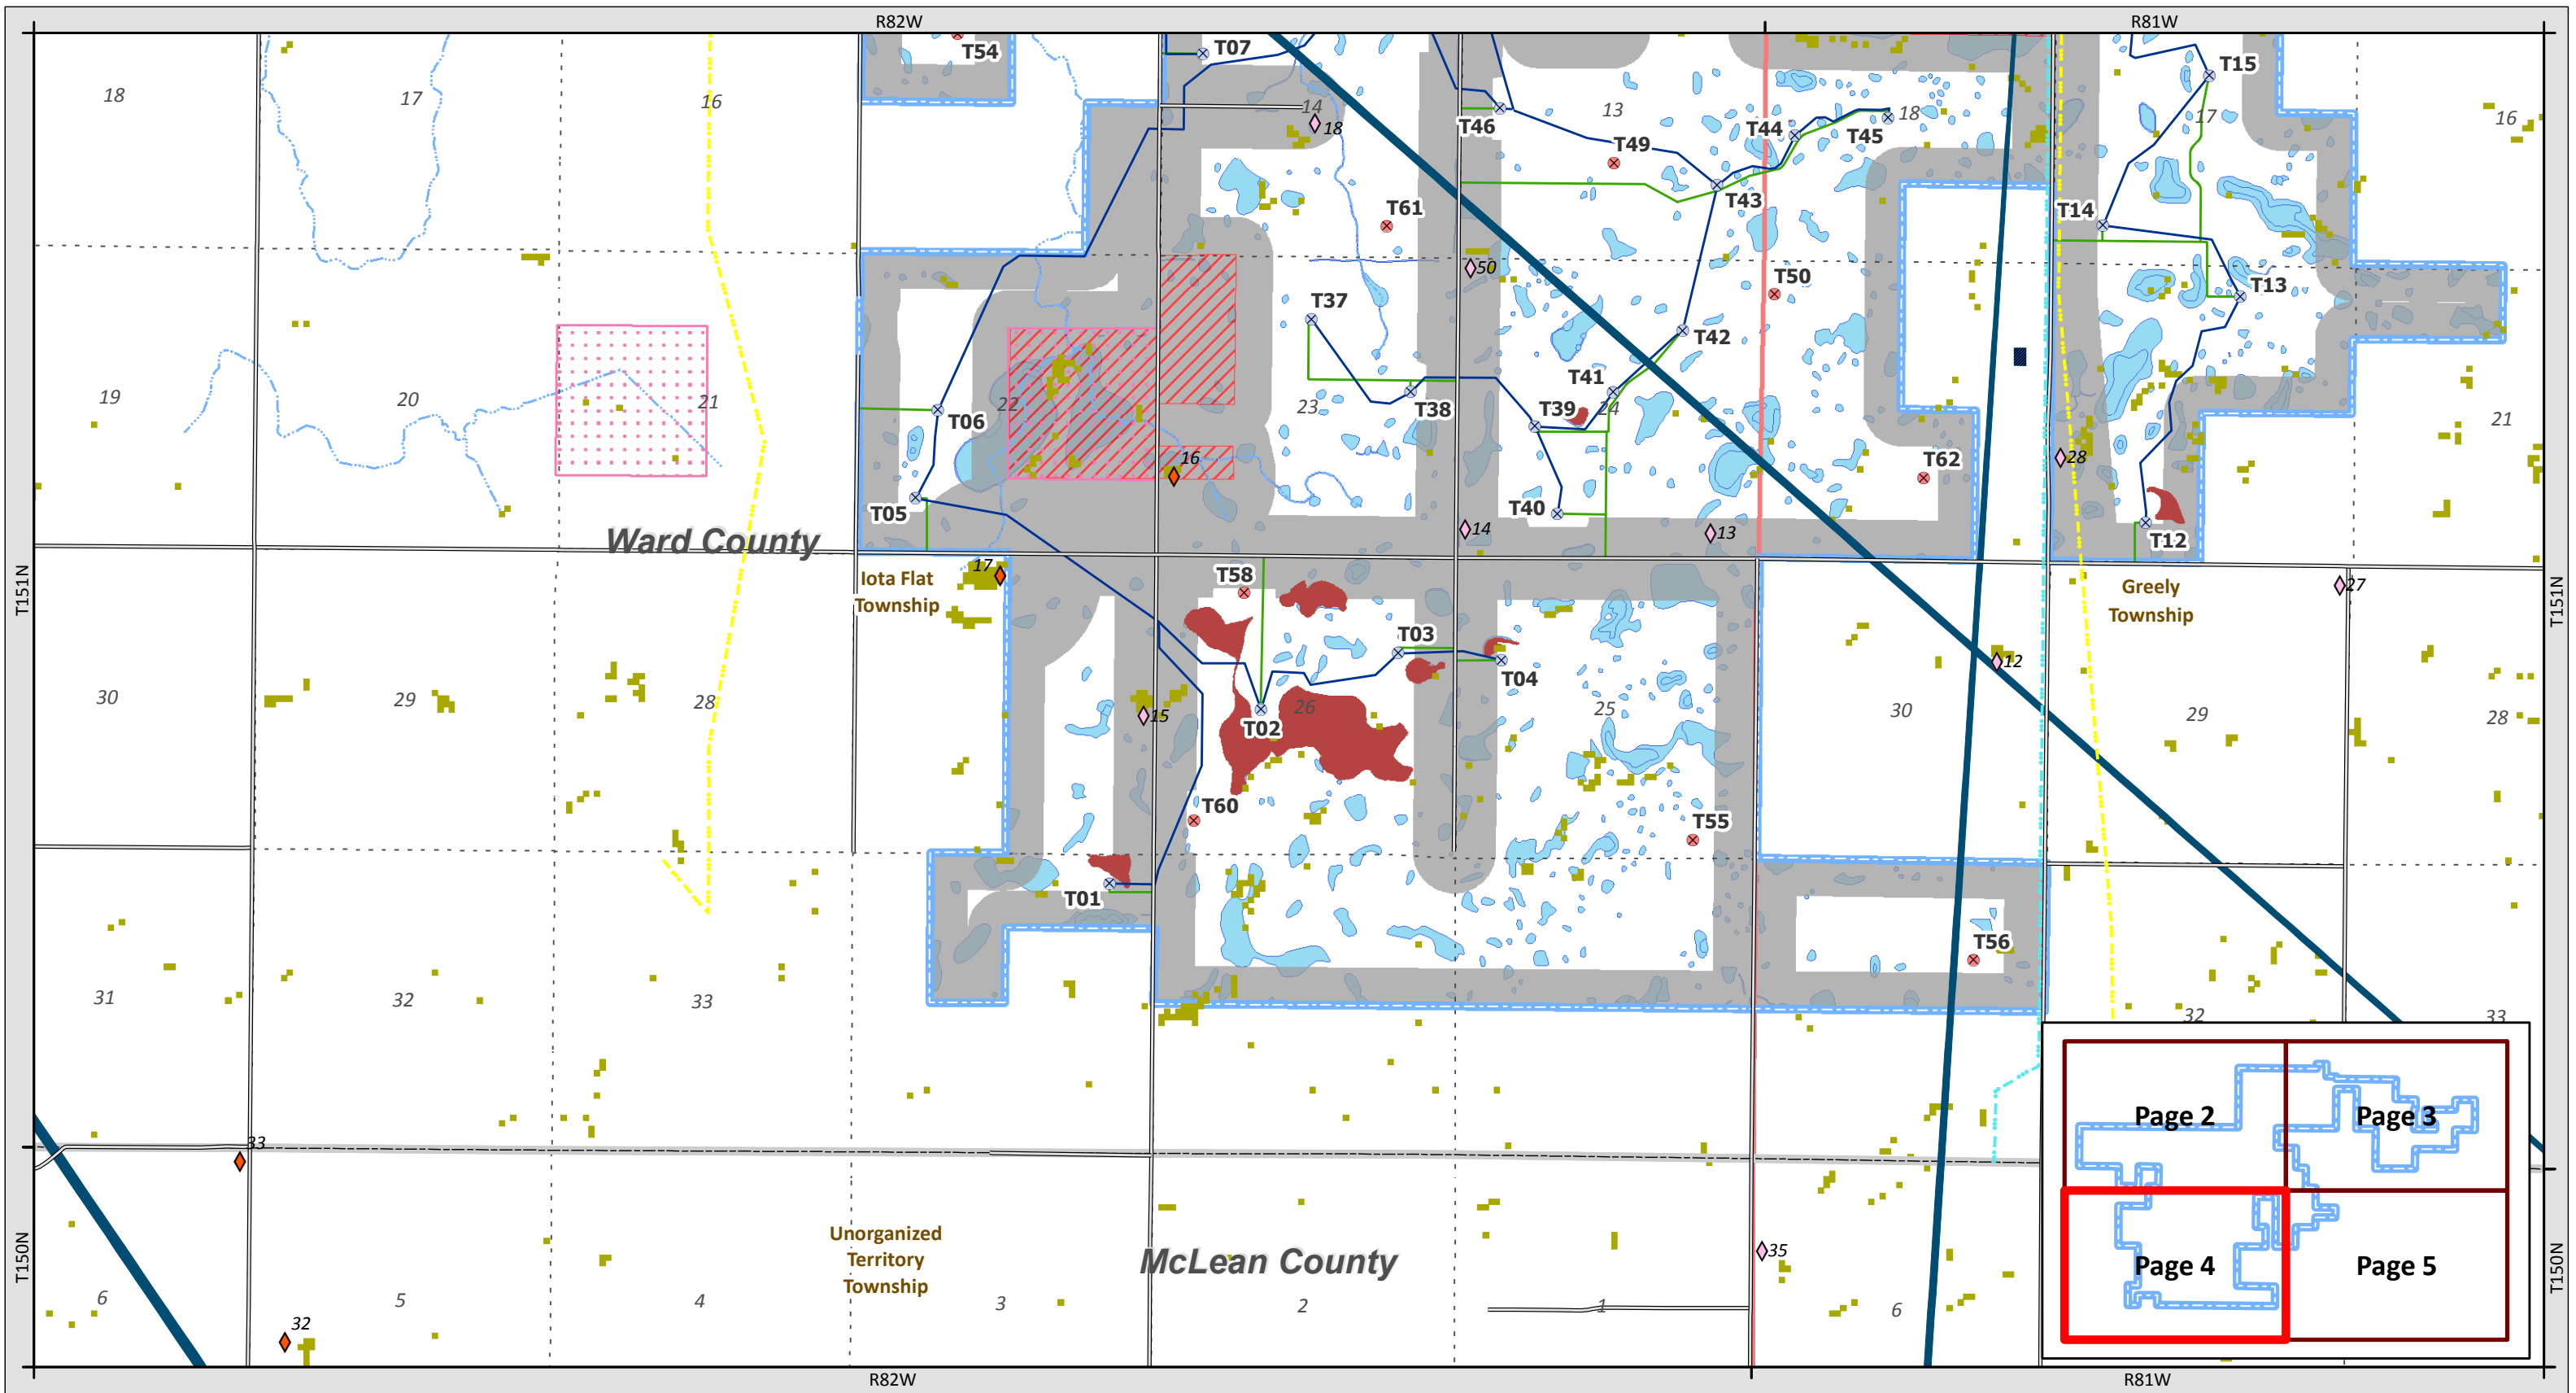 R82W
R81W
T54
T07
T15
18
17
16
14
18
T46
13
T49
T44
T45
18
17
16
T61
T43
T14
50
T50
T13
T37
T42
T41
19
20
21
T06
22
23
T38
T39
24
21
16
T62
28
T05
T40
14
13
T12
Ward County
17
Iota Flat
Township
T58
27
Greely
Township
T151N
T151N
T03
T04
12
30
29
28
15
T02
26
25
30
29
28
T60
T55
T01
T56
31
32
33
32
33
Page 2
Page 3
33
Unorganized
Territory
Township
McLean County
35
Page 4
Page 5
T150N
T150N
6
5
4
3
2
1
6
32
R82W
R81W